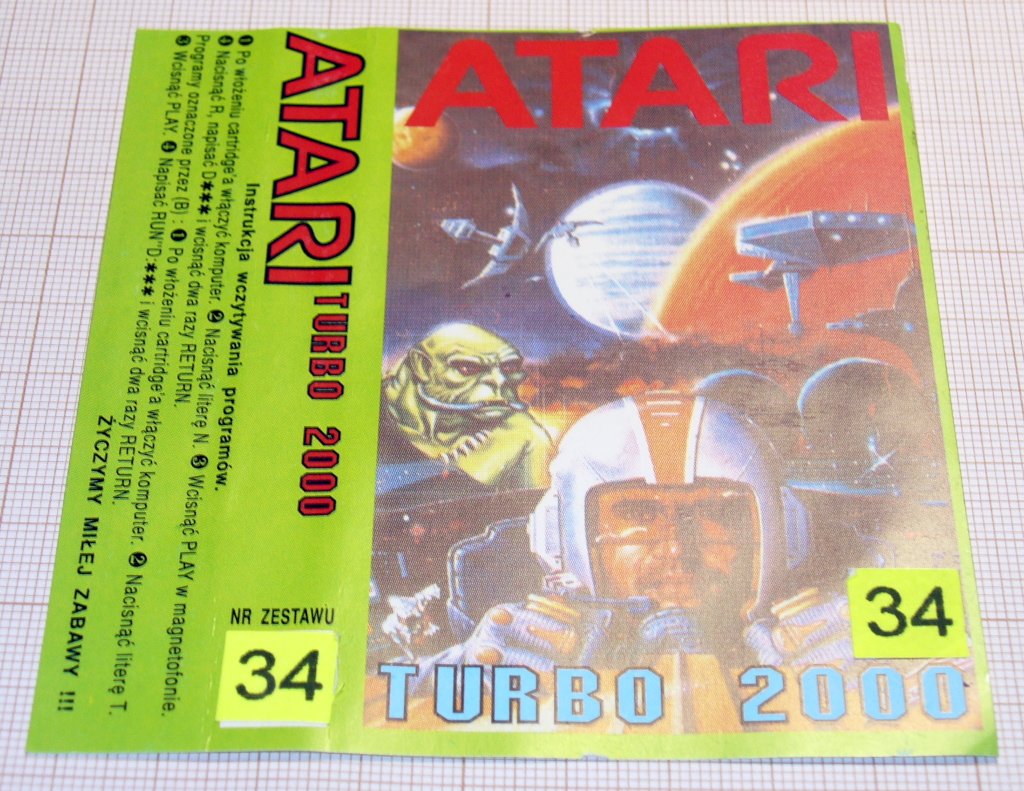 ATARI
TURBO 2000
34
ATARI TURBO 2000
NR ZESTAWU
34
Instrukcja wczytywania programów.
❶ Po włożeniu cartridge'a włączyć komputer. ❷ Nacisnąć literę N. ❸ Wcisnąć PLAY w magnetofonie.
❹ Nacisnąć R, napisać D✱✱✱ i wcisnąć dwa razy RETURN.
Programy oznaczone przez (B) : ❶ Po włożeniu cartridge'a włączyć komputer. ❷ Nacisnąć literę T.
❸ Wcisnąć PLAY. ❹ Napisać RUN"D:✱✱✱ i wcisnąć dwa razy RETURN.
ŻYCZYMY MIŁEJ ZABAWY !!!